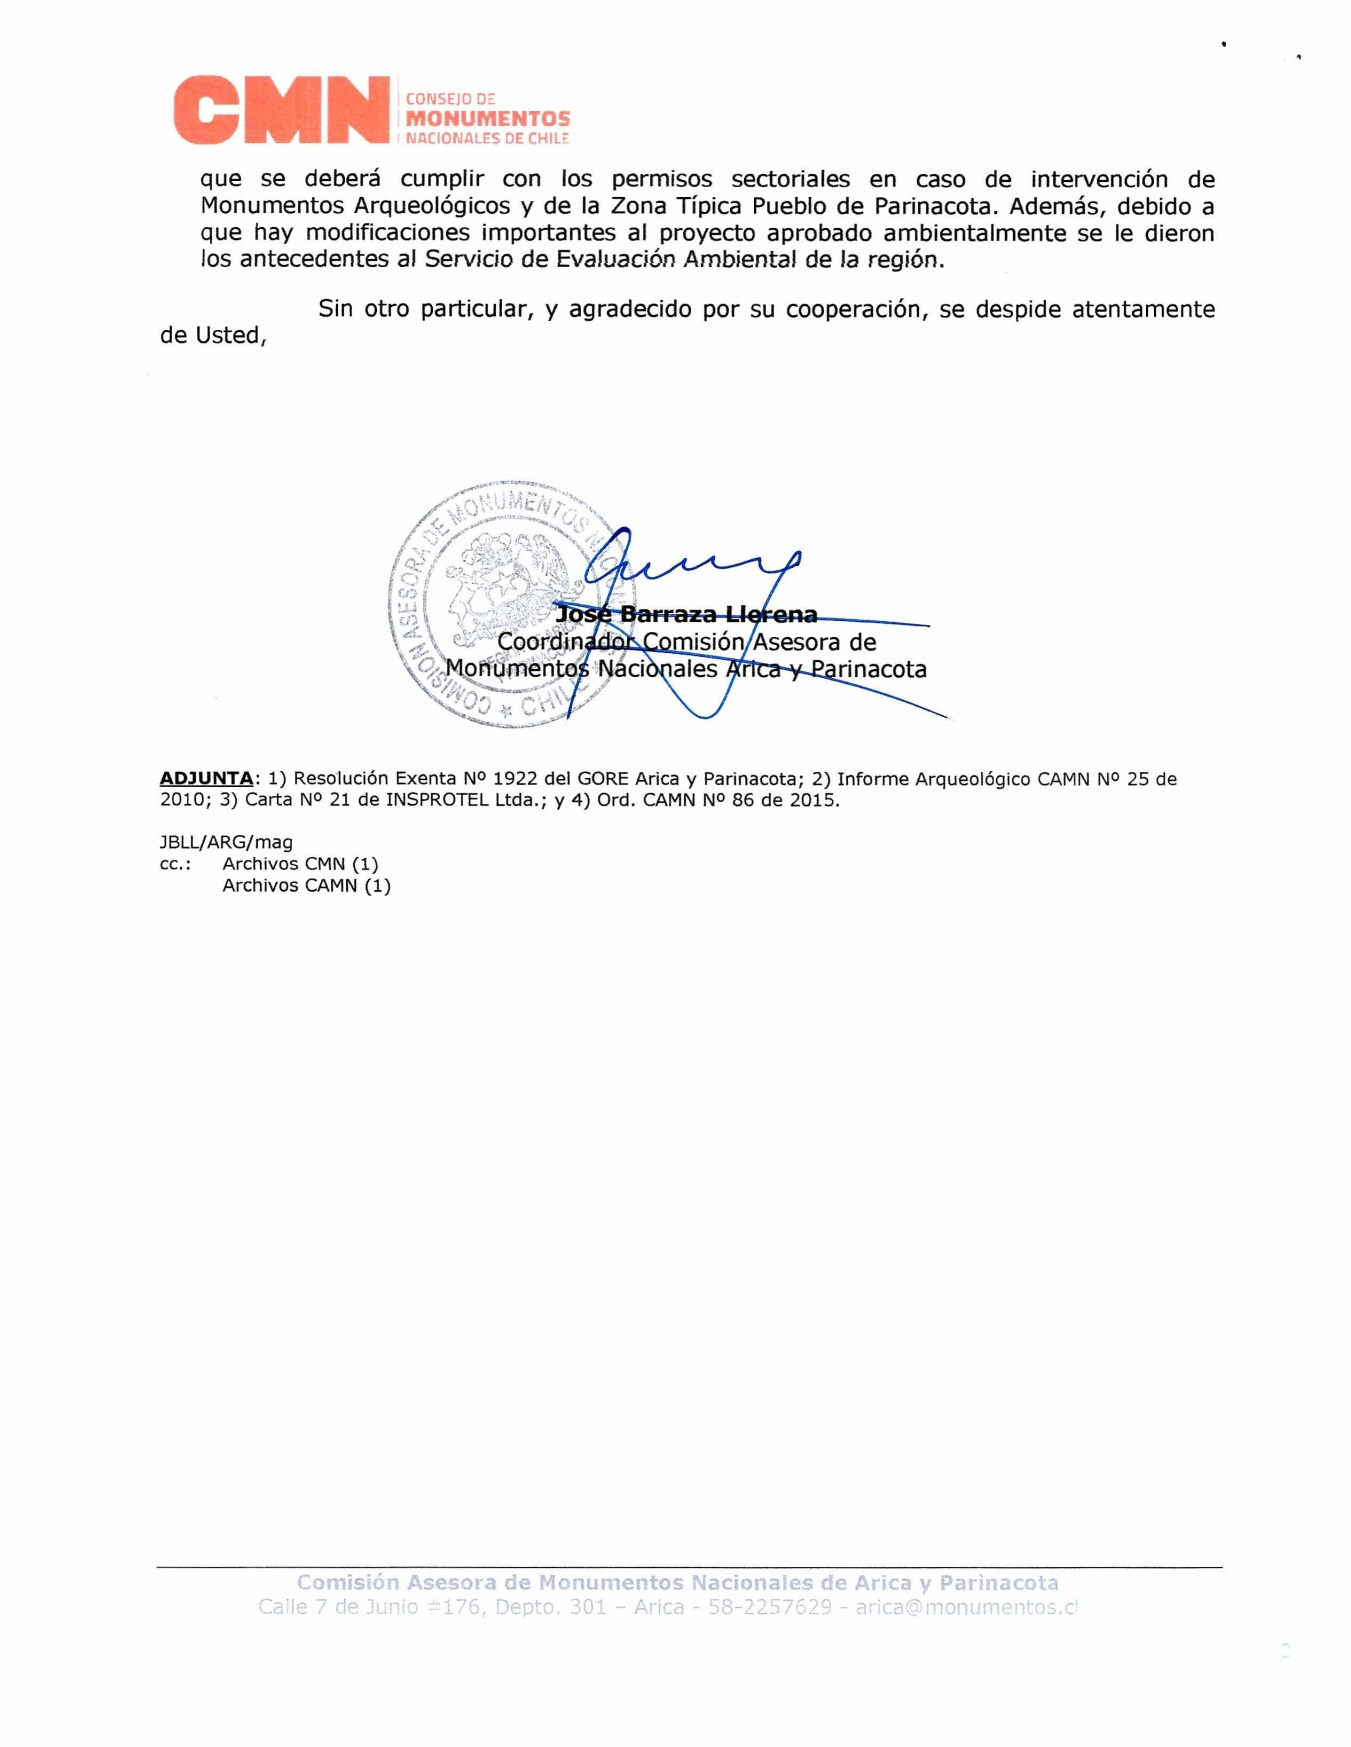 CMN
CONSEJO DE
MONUMENTOS
NACIONALES DE CHILE
que se deberá cumplir con los permisos sectoriales en caso de intervención de
Monumentos Arqueológicos y de la Zona Típica Pueblo de Parinacota. Además, debido a
que hay modificaciones importantes al proyecto aprobado ambientalmente se le dieron
los antecedentes al Servicio de Evaluación Ambiental de la región.
Sin otro particular, y agradecido por su cooperación, se despide atentamente
de Usted,
COMISION ASESORA DE MONUMENTOS
CHILE
José Barraza Llerena
Coordinador Comisión Asesora de
Monumentos Nacionales Arica y Parinacota
ADJUNTA: 1) Resolución Exenta Nº 1922 del GORE Arica y Parinacota; 2) Informe Arqueológico CAMN Nº 25 de
2010; 3) Carta Nº 21 de INSPROTEL Ltda.; y 4) Ord. CAMN Nº 86 de 2015.
JBLL/ARG/mag
cc.: Archivos CMN (1)
Archivos CAMN (1)
Comisión Asesora de Monumentos Nacionales de Arica y Parinacota
Calle 7 de Junio #176, Depto. 301 – Arica - 58-2257629 - arica@monumentos.cl